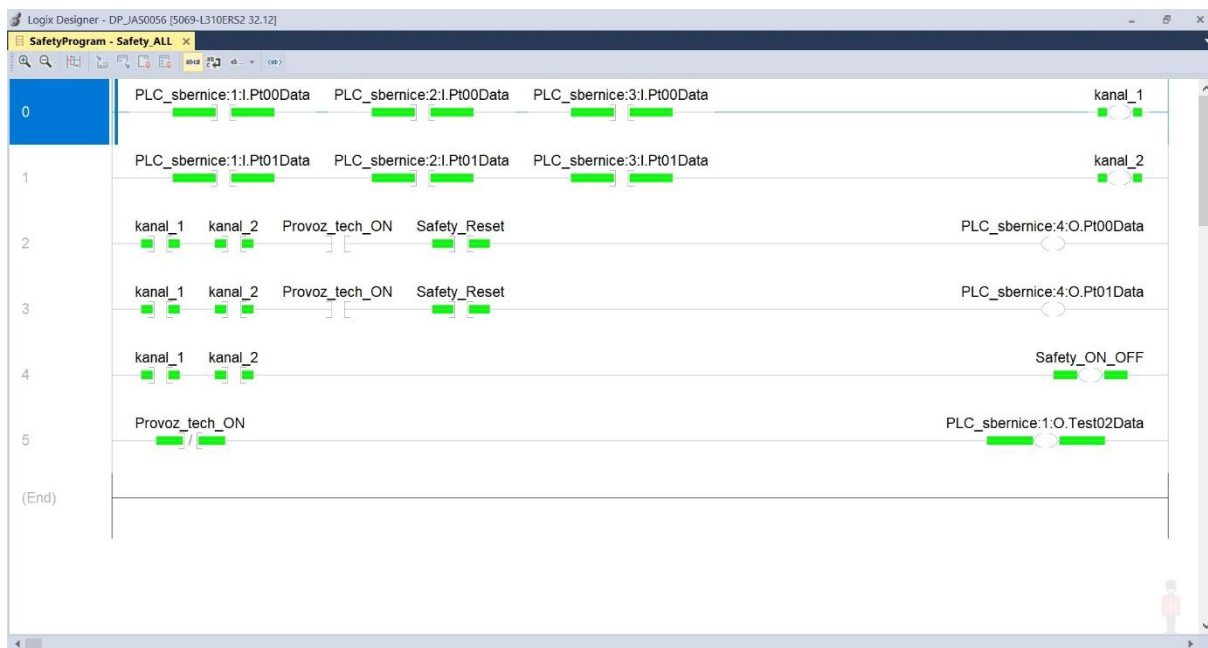 Logix Designer - DP_JAS0056 [5069-L310ERS2 32.12]
SafetyProgram - Safety_ALL
PLC_sbernice:1:I.Pt00Data PLC_sbernice:2:I.Pt00Data PLC_sbernice:3:I.Pt00Data kanal_1
0
PLC_sbernice:1:I.Pt01Data PLC_sbernice:2:I.Pt01Data PLC_sbernice:3:I.Pt01Data kanal_2
1
kanal_1 kanal_2 Provoz_tech_ON Safety_Reset PLC_sbernice:4:O.Pt00Data
2
kanal_1 kanal_2 Provoz_tech_ON Safety_Reset PLC_sbernice:4:O.Pt01Data
3
kanal_1 kanal_2 Safety_ON_OFF
4
Provoz_tech_ON PLC_sbernice:1:O.Test02Data
5
(End)